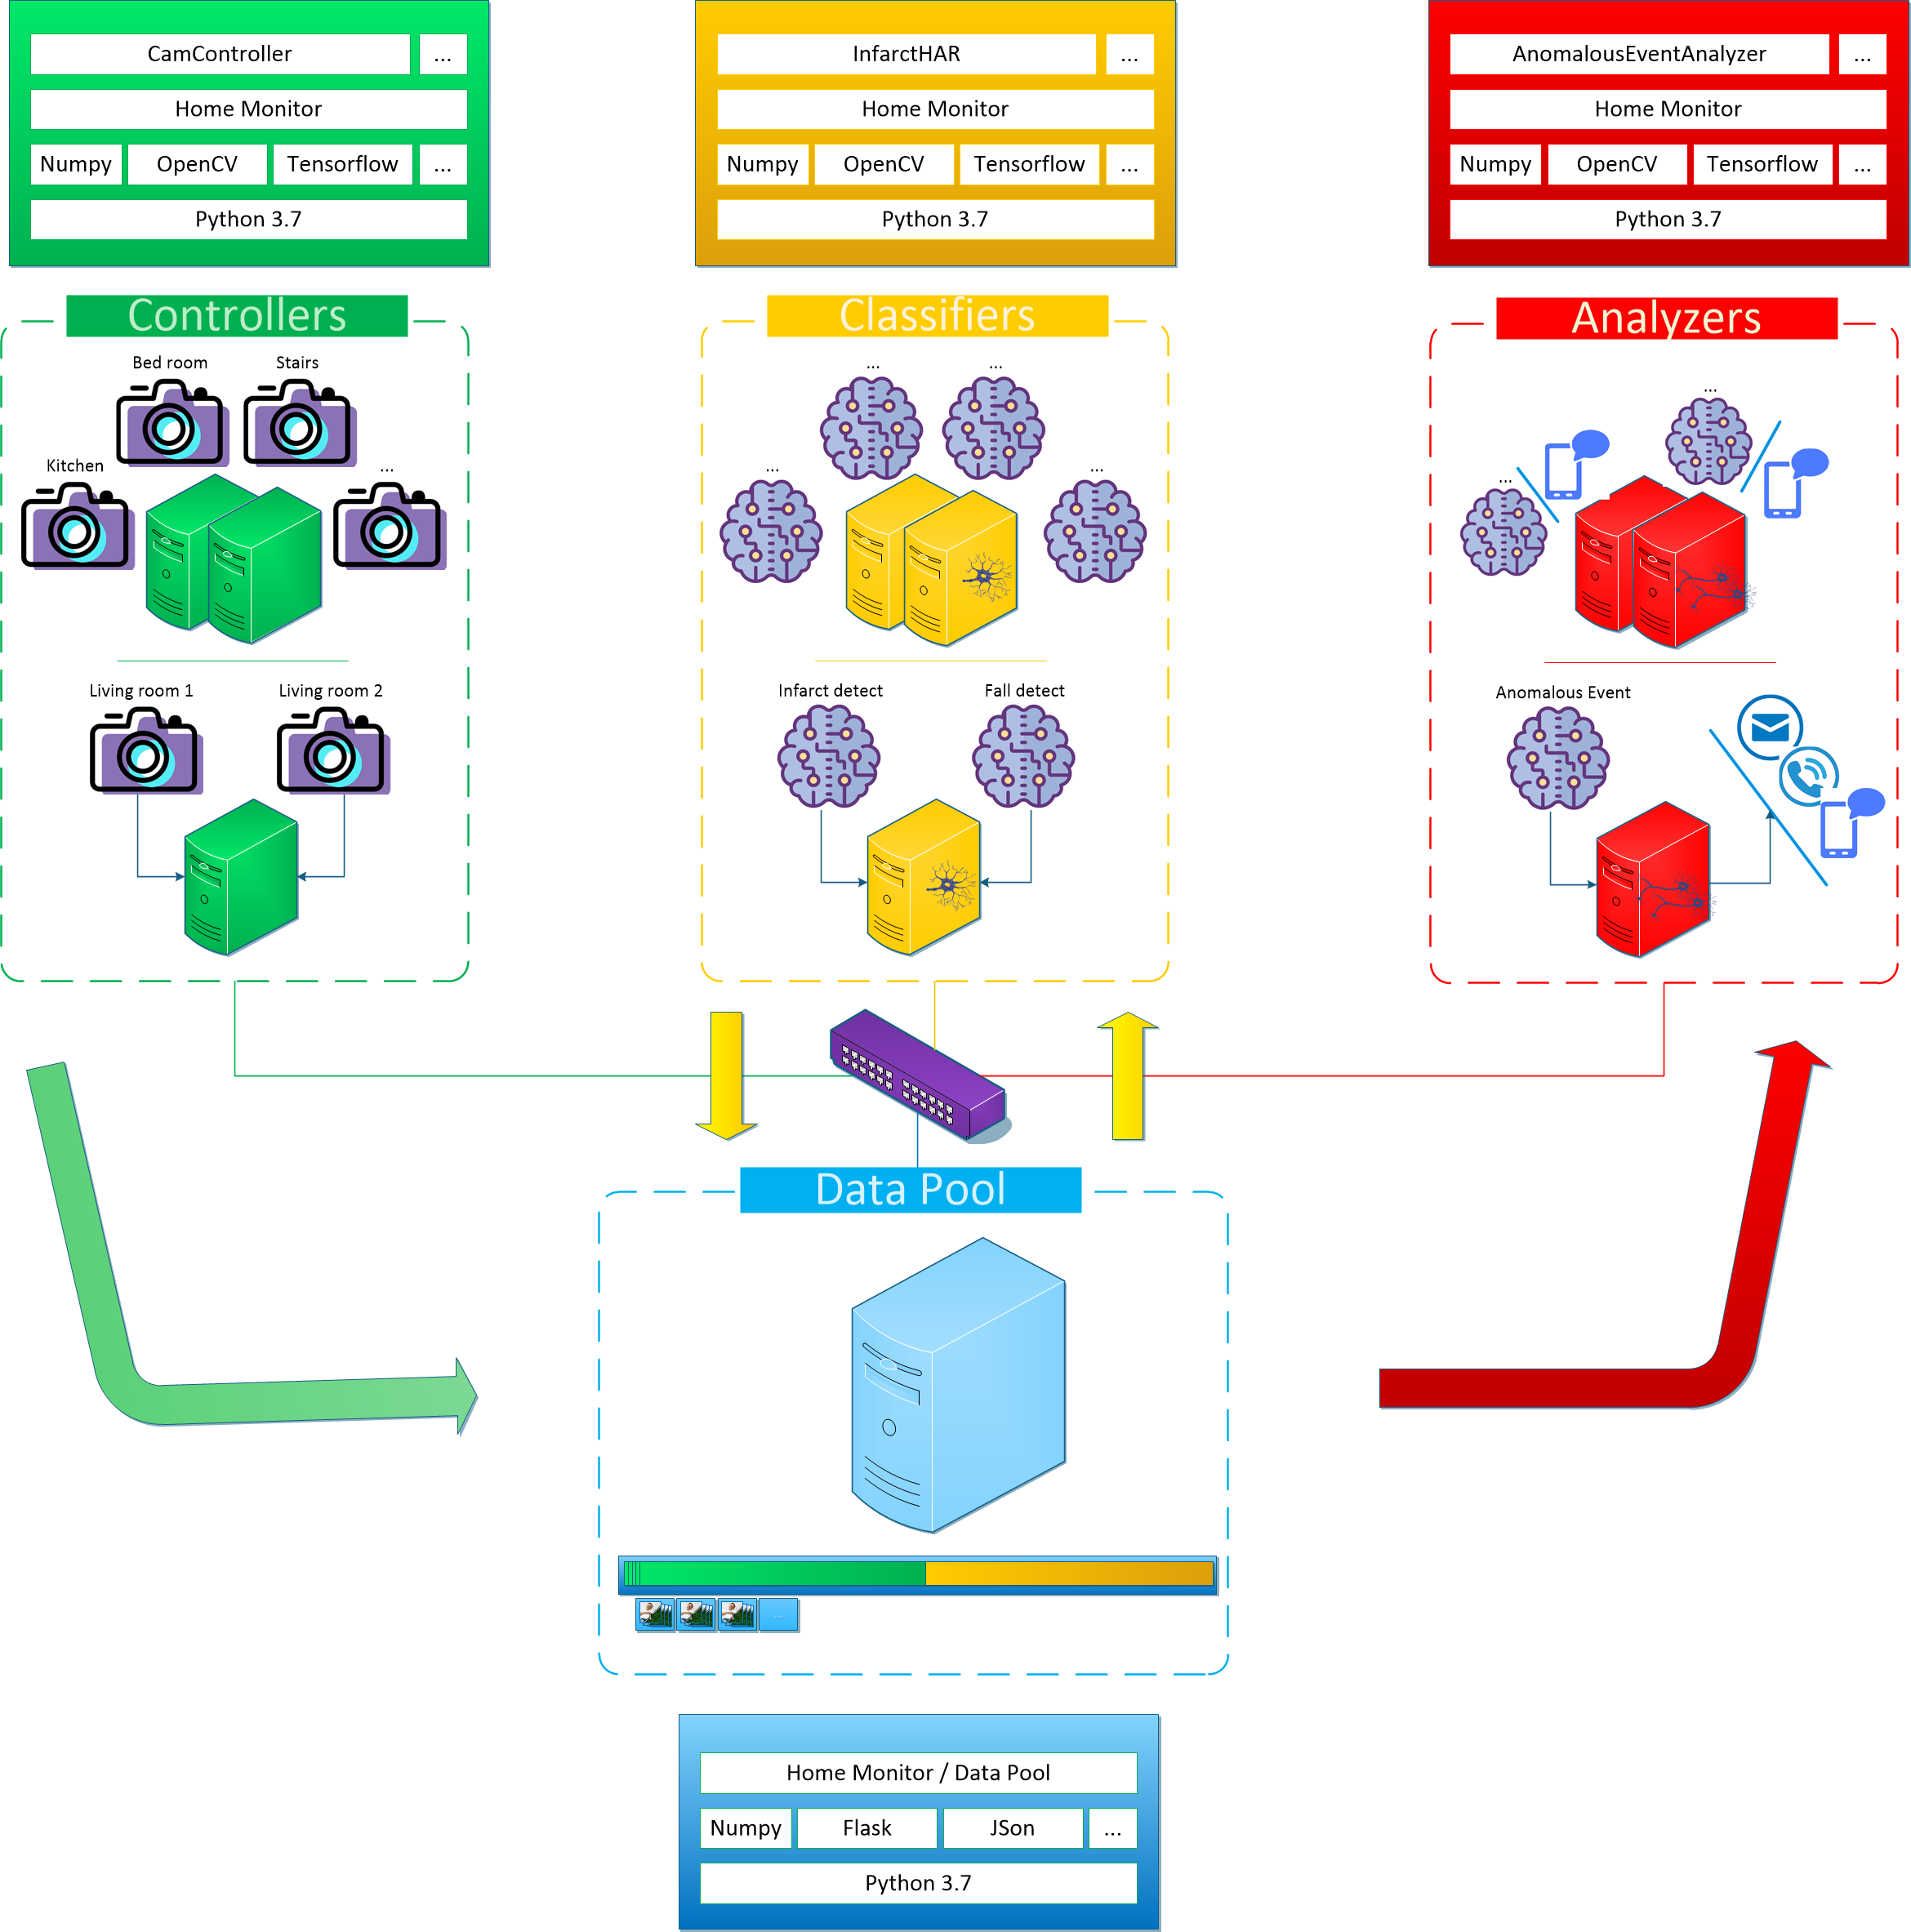 CamController
...
Home Monitor
Numpy
OpenCV
Tensorflow
...
Python 3.7
InfarctHAR
...
Home Monitor
Numpy
OpenCV
Tensorflow
...
Python 3.7
AnomalousEventAnalyzer
...
Home Monitor
Numpy
OpenCV
Tensorflow
...
Python 3.7
Controllers
Bed room
Stairs
Kitchen
...
Living room 1
Living room 2
Classifiers
...
...
...
...
Infarct detect
Fall detect
Analyzers
...
...
Anomalous Event
Data Pool
...
Home Monitor / Data Pool
Numpy
Flask
JSon
...
Python 3.7